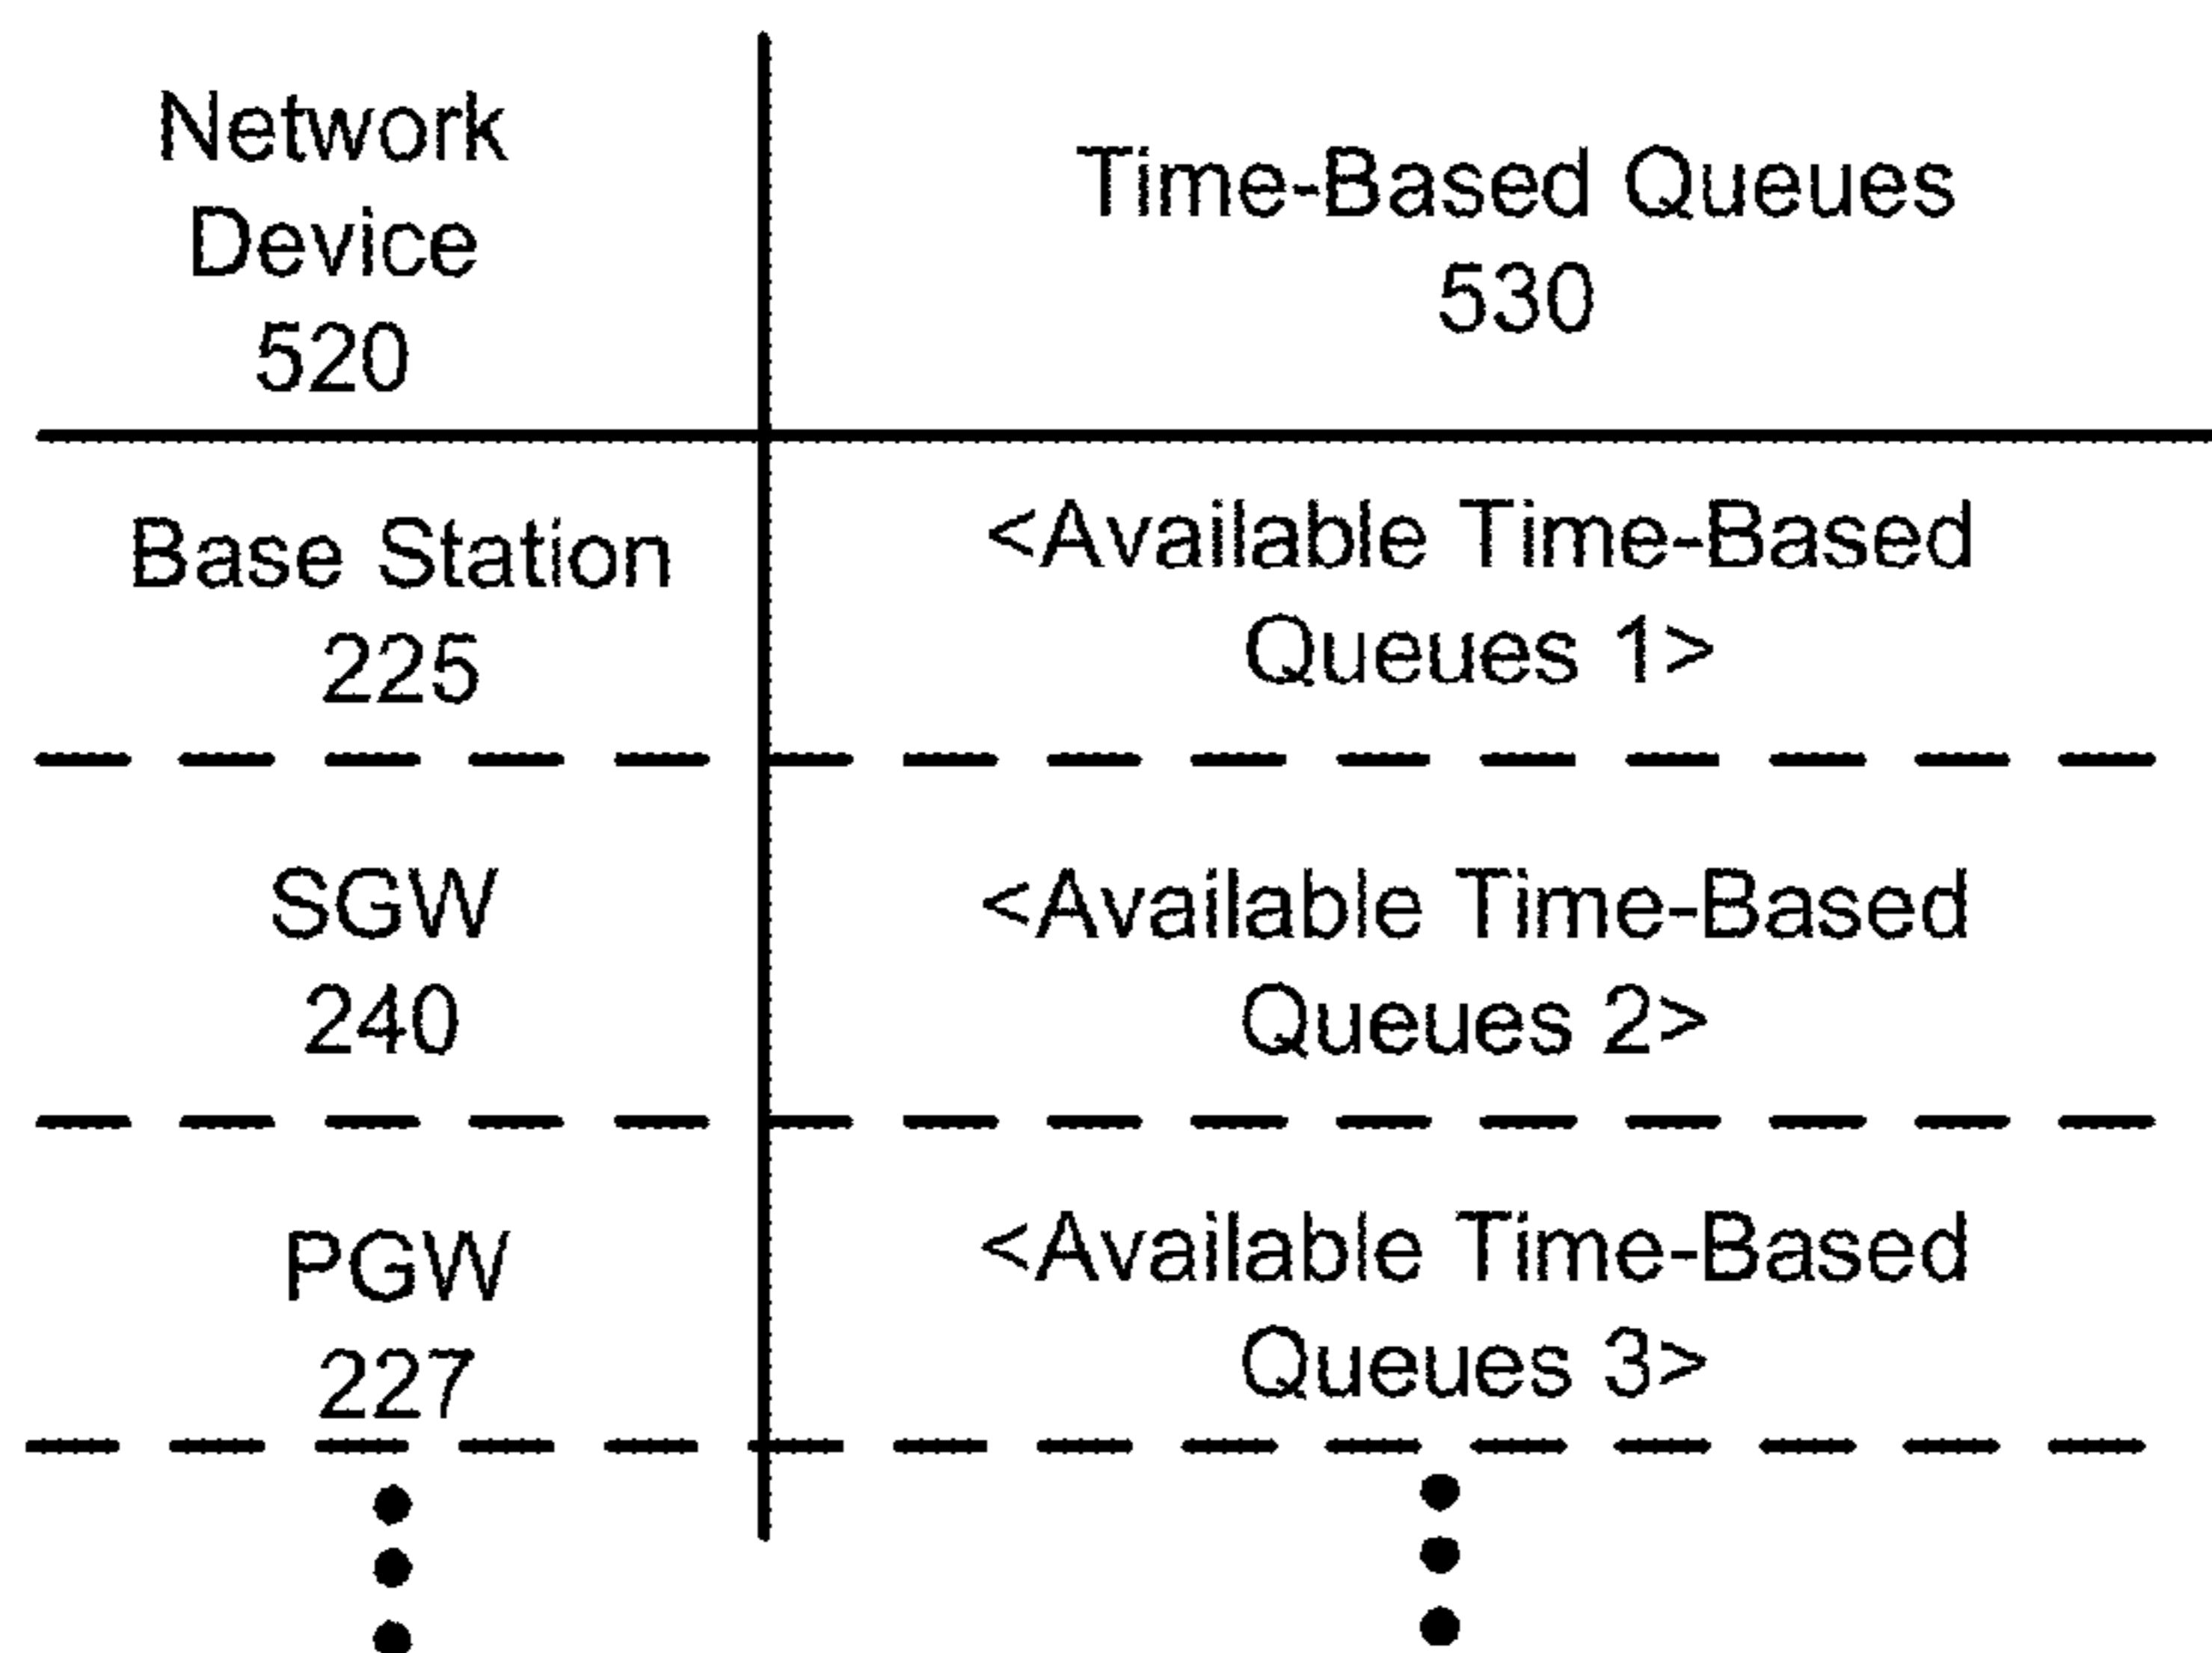 Network
Device
520
Time-Based Queues
530
Base Station
225
<Available Time-Based
Queues 1>
SGW
240
<Available Time-Based
Queues 2>
PGW
227
<Available Time-Based
Queues 3>